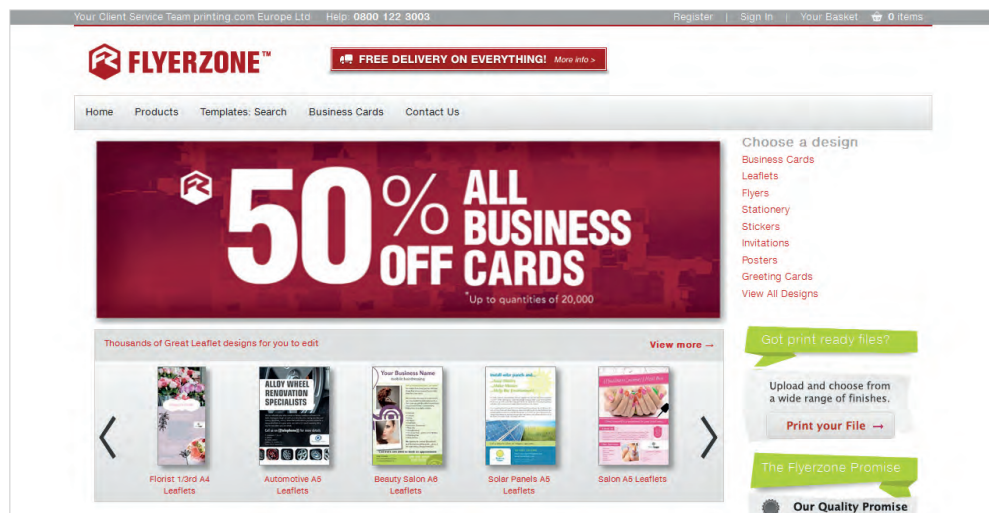 Your Client Service Team printing.com Europe Ltd Help 0800 122 3003
Register | Sign In | Your Basket 0 items
FLYERZONE™
FREE DELIVERY ON EVERYTHING! More info >
Home Products Templates: Search Business Cards Contact Us
50% OFF
ALL
BUSINESS
CARDS
*Up to quantities of 20,000
Choose a design
Business Cards
Leaflets
Flyers
Stationery
Stickers
Invitations
Posters
Greeting Cards
View All Designs
Thousands of Great Leaflet designs for you to edit
View more →
ALLOY WHEEL
RENOVATION
SPECIALISTS
Your Business Name
Florist 1/3rd A4
Leaflets
Automotive A5
Leaflets
Beauty Salon A6
Leaflets
Solar Panels A5
Leaflets
Salon A5 Leaflets
Got print ready files?
Upload and choose from
a wide range of finishes.
Print your File →
The Flyerzone Promise
Our Quality Promise